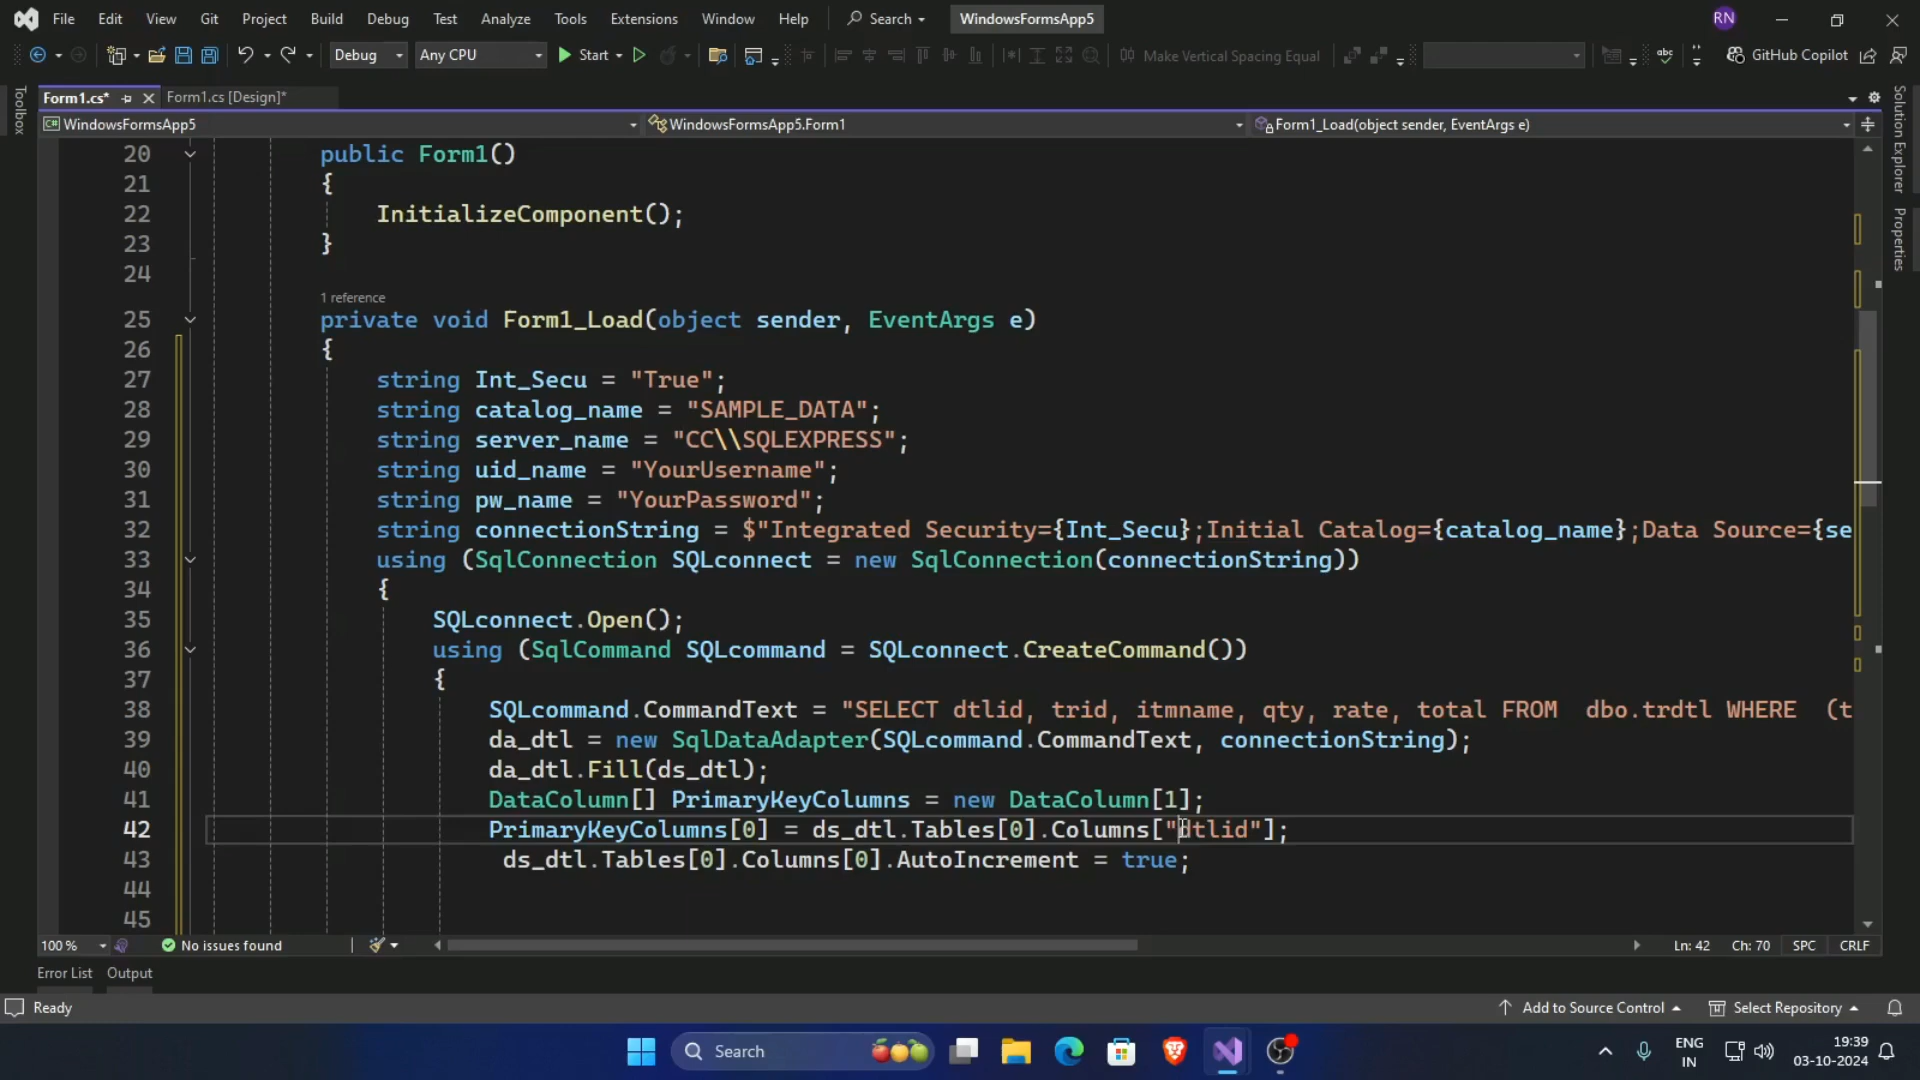 File Edit View Git Project Build Debug Test Analyze Tools Extensions Window Help Search WindowsFormsApp5 RN
Debug Any CPU Start Make Vertical Spacing Equal abc GitHub Copilot
Form1.cs* Form1.cs [Design]*
C# WindowsFormsApp5 WindowsFormsApp5.Form1 Form1_Load(object sender, EventArgs e)
Toolbox
Solution Explorer
Properties
20 public Form1()
21 {
22 InitializeComponent();
23 }
24
1 reference
25 private void Form1_Load(object sender, EventArgs e)
26 {
27 string Int_Secu = "True";
28 string catalog_name = "SAMPLE_DATA";
29 string server_name = "CC\\SQLEXPRESS";
30 string uid_name = "YourUsername";
31 string pw_name = "YourPassword";
32 string connectionString = $"Integrated Security={Int_Secu};Initial Catalog={catalog_name};Data Source={se
33 using (SqlConnection SQLconnect = new SqlConnection(connectionString))
34 {
35 SQLconnect.Open();
36 using (SqlCommand SQLcommand = SQLconnect.CreateCommand())
37 {
38 SQLcommand.CommandText = "SELECT dtlid, trid, itmname, qty, rate, total FROM  dbo.trdtl WHERE  (t
39 da_dtl = new SqlDataAdapter(SQLcommand.CommandText, connectionString);
40 da_dtl.Fill(ds_dtl);
41 DataColumn[] PrimaryKeyColumns = new DataColumn[1];
42 PrimaryKeyColumns[0] = ds_dtl.Tables[0].Columns["dtlid"];
43 ds_dtl.Tables[0].Columns[0].AutoIncrement = true;
44
45
100 % No issues found Ln: 42 Ch: 70 SPC CRLF
Error List Output
Ready Add to Source Control Select Repository
Search ENG IN 19:39 03-10-2024